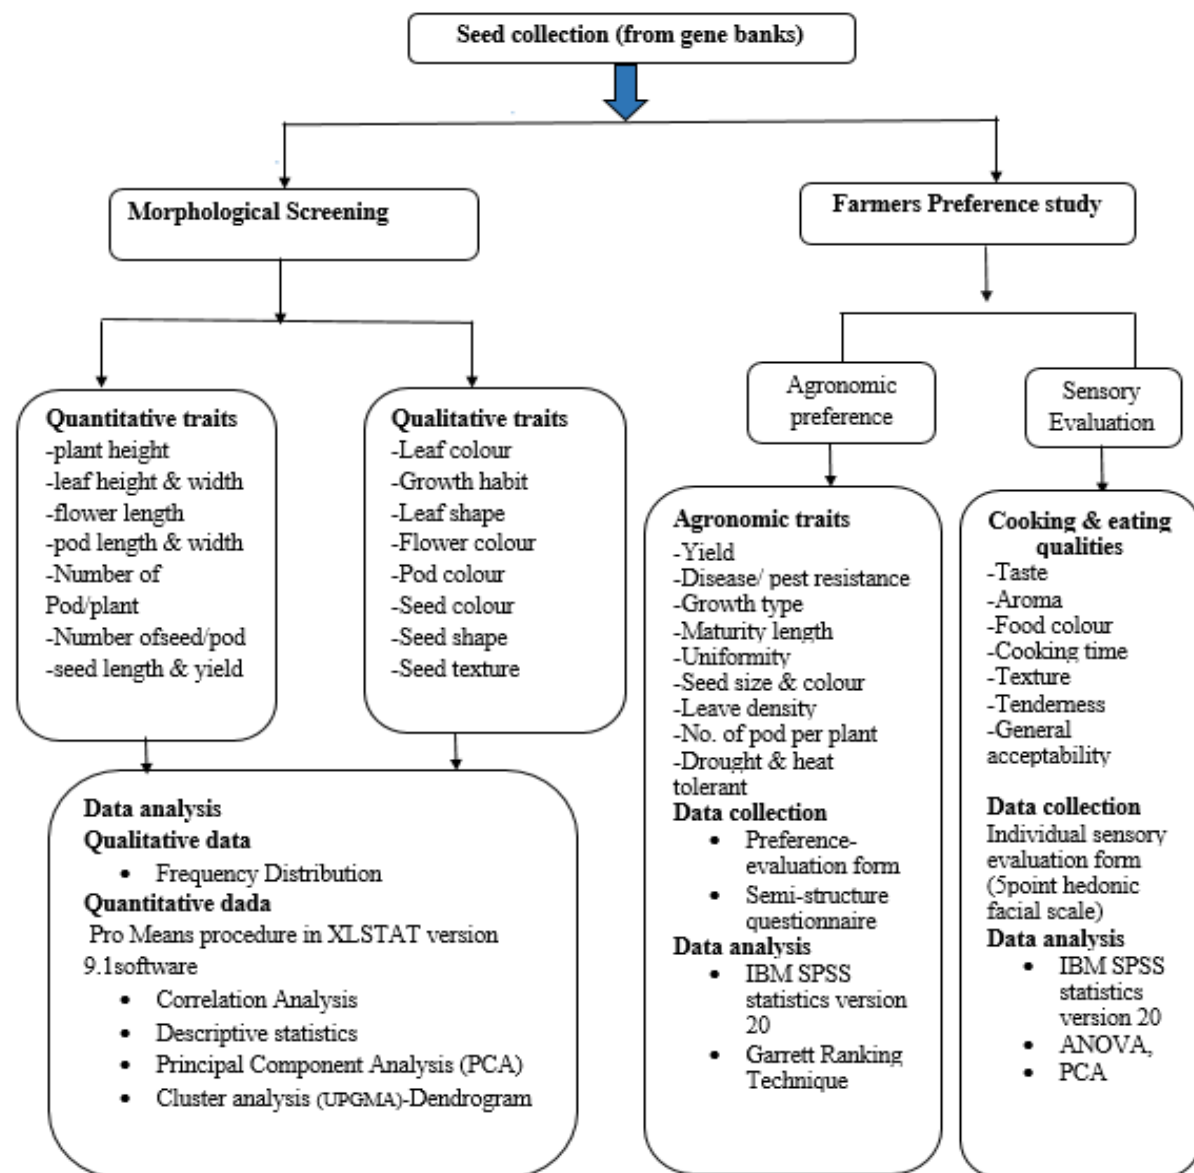 Seed collection (from gene banks)
Morphological Screening
Farmers Preference study
Quantitative traits
-plant height
-leaf height & width
-flower length
-pod length & width
-Number of
Pod/plant
-Number ofseed/pod
-seed length & yield
Qualitative traits
-Leaf colour
-Growth habit
-Leaf shape
-Flower colour
-Pod colour
-Seed colour
-Seed shape
-Seed texture
Data analysis
Qualitative data
• Frequency Distribution
Quantitative dada
Pro Means procedure in XLSTAT version
9.1software
• Correlation Analysis
• Descriptive statistics
• Principal Component Analysis (PCA)
• Cluster analysis (UPGMA)-Dendrogram
Agronomic
preference
Agronomic traits
-Yield
-Disease/ pest resistance
-Growth type
-Maturity length
-Uniformity
-Seed size & colour
-Leave density
-No. of pod per plant
-Drought & heat
tolerant
Data collection
• Preference-
evaluation form
• Semi-structure
questionnaire
Data analysis
• IBM SPSS
statistics version
20
• Garrett Ranking
Technique
Sensory
Evaluation
Cooking & eating
qualities
-Taste
-Aroma
-Food colour
-Cooking time
-Texture
-Tenderness
-General
acceptability
Data collection
Individual sensory
evaluation form
(5point hedonic
facial scale)
Data analysis
• IBM SPSS
statistics
version 20
• ANOVA,
• PCA